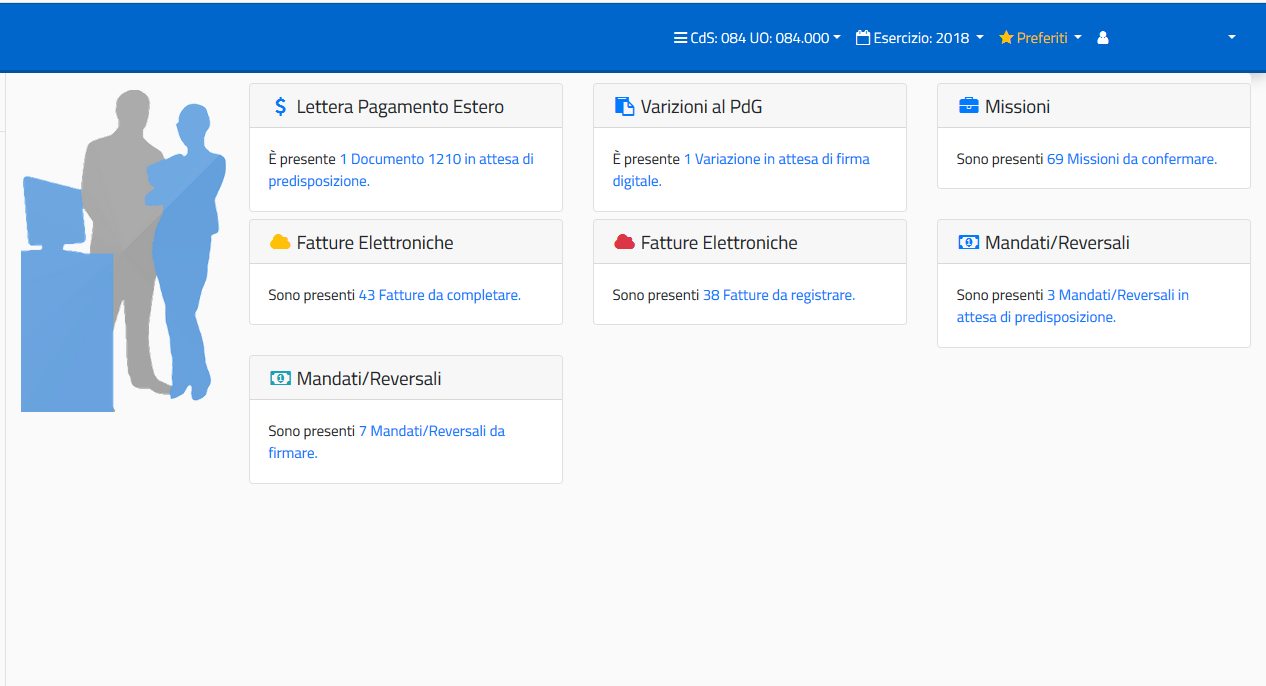 CdS: 084 UO: 084.000 Esercizio: 2018 Preferiti
Lettera Pagamento Estero
È presente 1 Documento 1210 in attesa di
predisposizione.
Varizioni al PdG
È presente 1 Variazione in attesa di firma
digitale.
Missioni
Sono presenti 69 Missioni da confermare.
Fatture Elettroniche
Sono presenti 43 Fatture da completare.
Fatture Elettroniche
Sono presenti 38 Fatture da registrare.
Mandati/Reversali
Sono presenti 3 Mandati/Reversali in
attesa di predisposizione.
Mandati/Reversali
Sono presenti 7 Mandati/Reversali da
firmare.